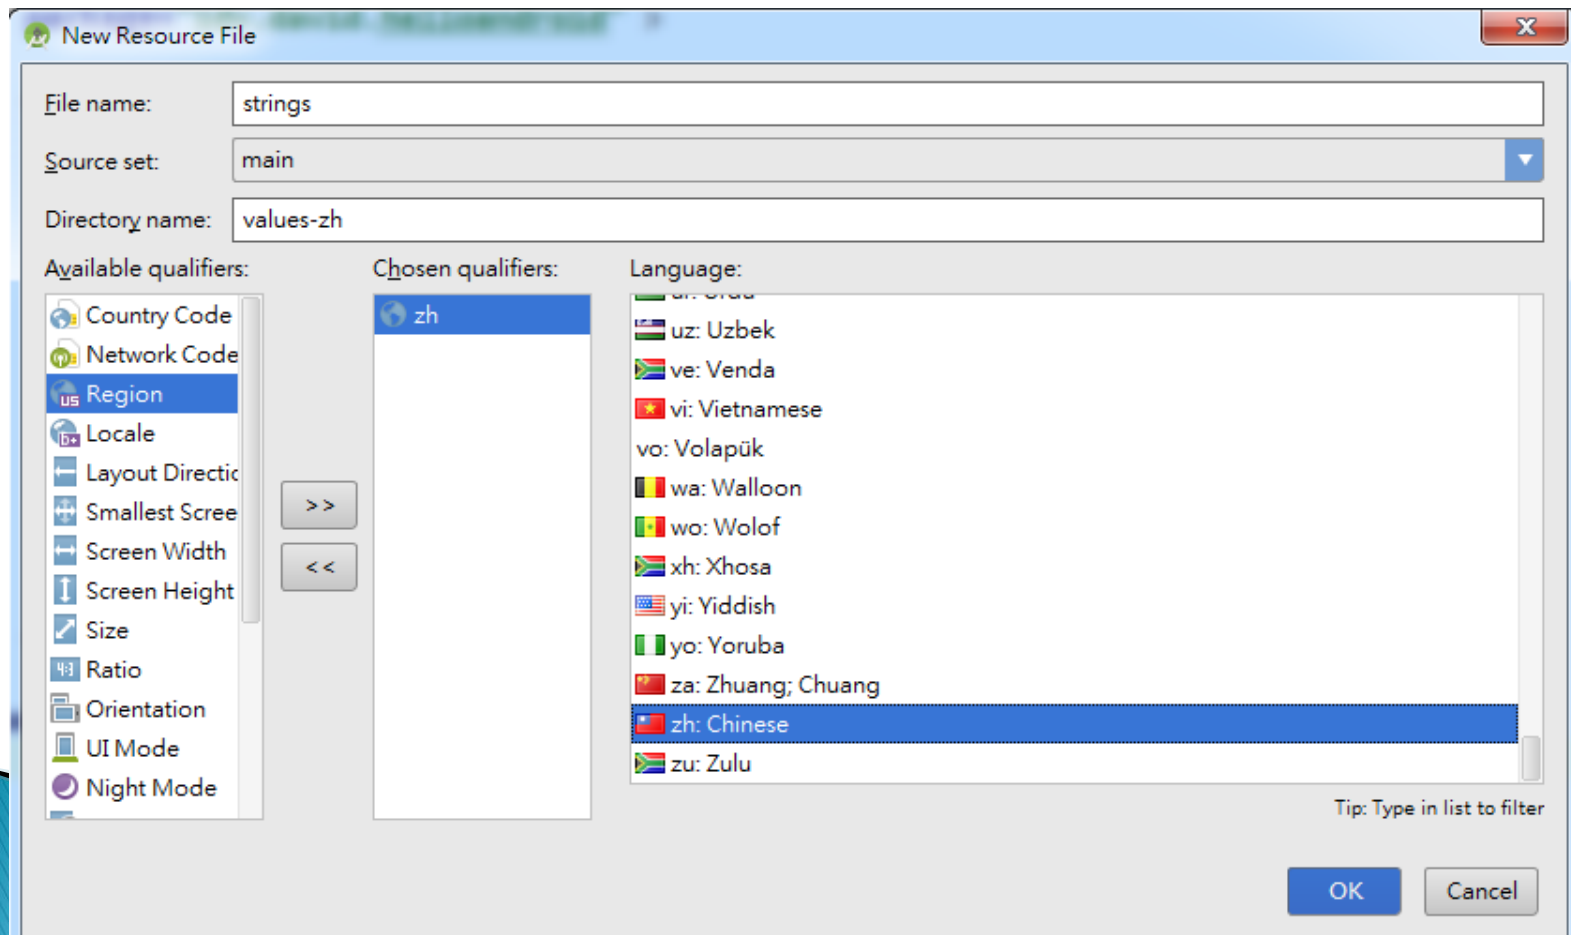 New Resource File
File name:
strings
Source set:
main
Directory name:
values-zh
Available qualifiers:
Country Code
Network Code
Region
Locale
Layout Directic
Smallest Scree
Screen Width
Screen Height
Size
Ratio
Orientation
UI Mode
Night Mode
>>
<<
Chosen qualifiers:
zh
Language:
uz: Uzbek
ve: Venda
vi: Vietnamese
vo: Volapük
wa: Walloon
wo: Wolof
xh: Xhosa
yi: Yiddish
yo: Yoruba
za: Zhuang; Chuang
zh: Chinese
zu: Zulu
Tip: Type in list to filter
OK
Cancel